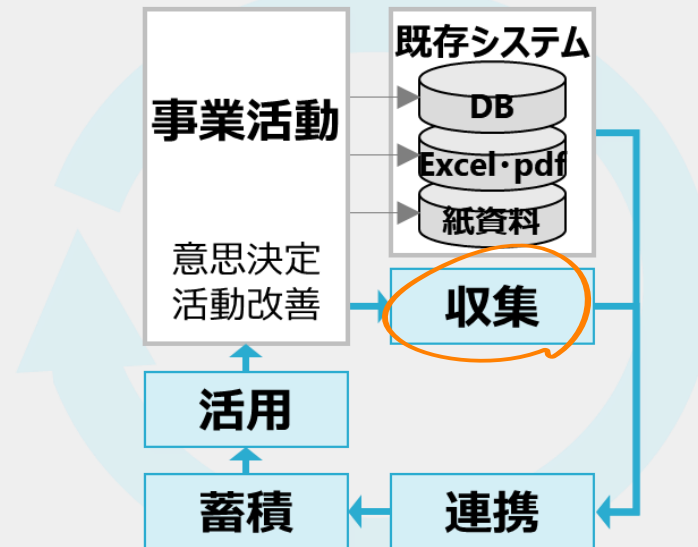 事業活動
意思決定
活動改善
既存システム
DB
Excel・pdf
紙資料
収集
活用
蓄積
連携